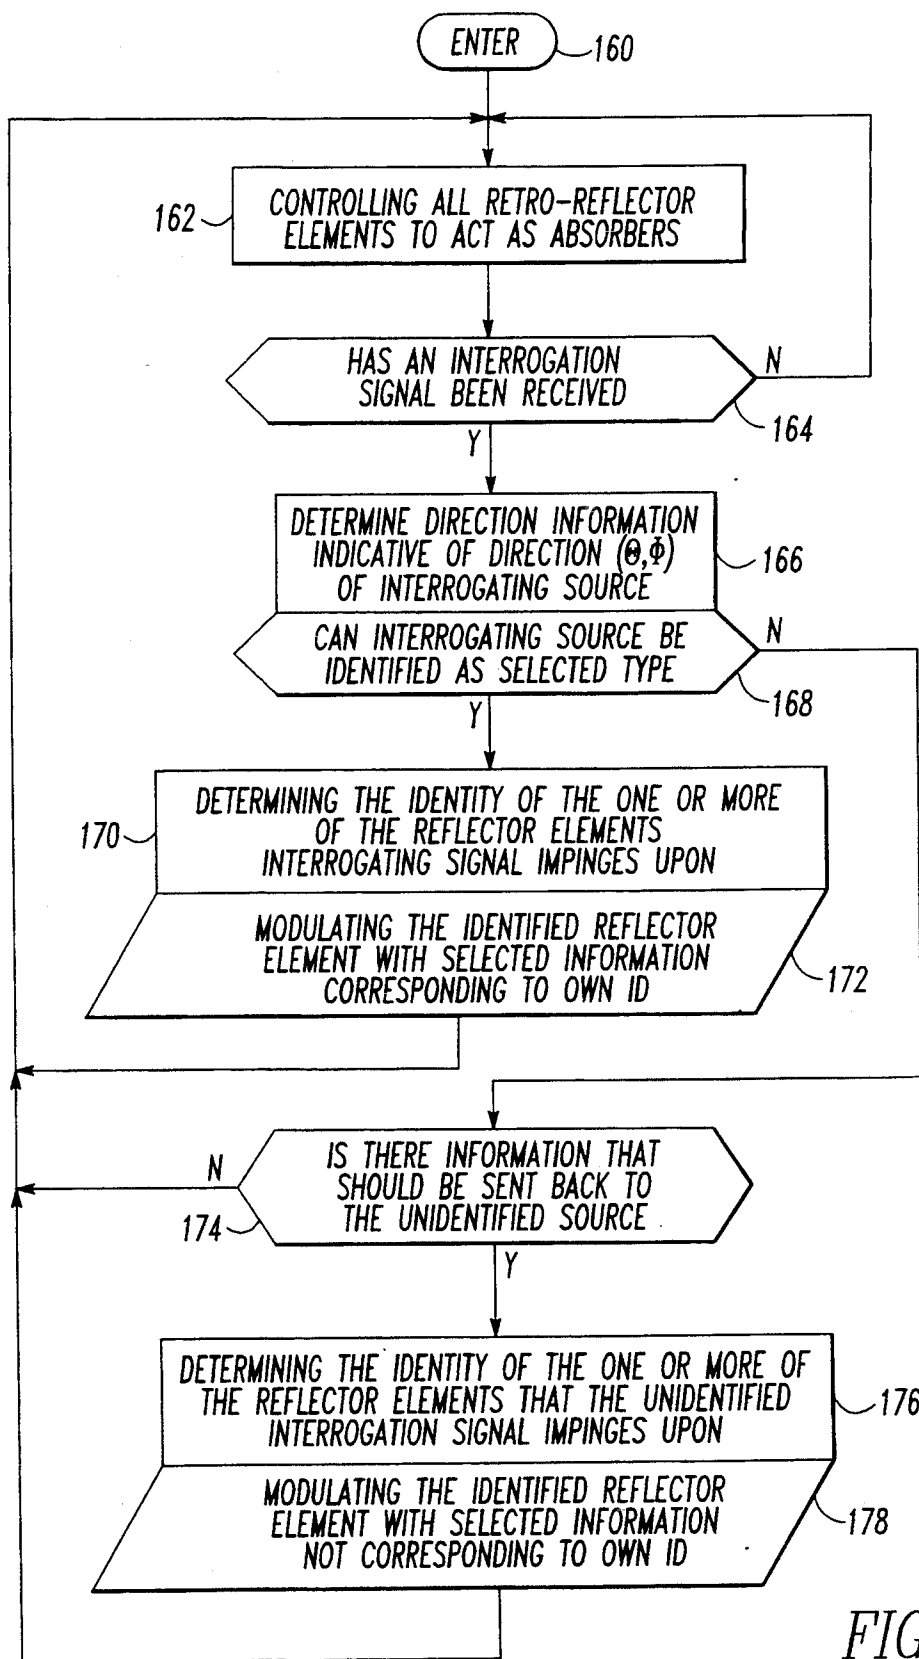 ENTER
160
162
CONTROLLING ALL RETRO-REFLECTOR
ELEMENTS TO ACT AS ABSORBERS
HAS AN INTERROGATION
SIGNAL BEEN RECEIVED
N
164
Y
DETERMINE DIRECTION INFORMATION
INDICATIVE OF DIRECTION (Θ,Φ)
OF INTERROGATING SOURCE
166
CAN INTERROGATING SOURCE BE
IDENTIFIED AS SELECTED TYPE
N
168
Y
170
DETERMINING THE IDENTITY OF THE ONE OR MORE
OF THE REFLECTOR ELEMENTS
INTERROGATING SIGNAL IMPINGES UPON
MODULATING THE IDENTIFIED REFLECTOR
ELEMENT WITH SELECTED INFORMATION
CORRESPONDING TO OWN ID
172
N
IS THERE INFORMATION THAT
SHOULD BE SENT BACK TO
THE UNIDENTIFIED SOURCE
174
Y
DETERMINING THE IDENTITY OF THE ONE OR MORE OF
THE REFLECTOR ELEMENTS THAT THE UNIDENTIFIED
INTERROGATION SIGNAL IMPINGES UPON
176
MODULATING THE IDENTIFIED REFLECTOR
ELEMENT WITH SELECTED INFORMATION
NOT CORRESPONDING TO OWN ID
178
FIG